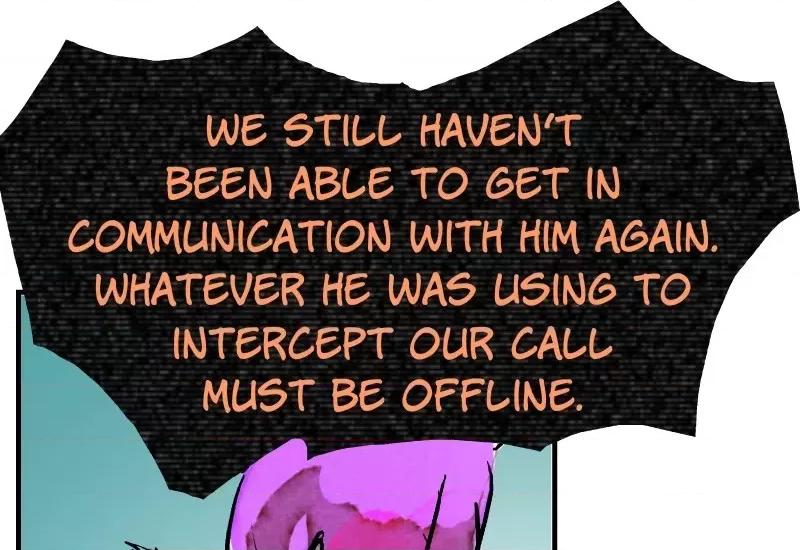 WE STILL HAVEN'T
BEEN ABLE TO GET IN
COMMUNICATION WITH HIM AGAIN.
WHATEVER HE WAS USING TO
INTERCEPT OUR CALL
MUST BE OFFLINE.